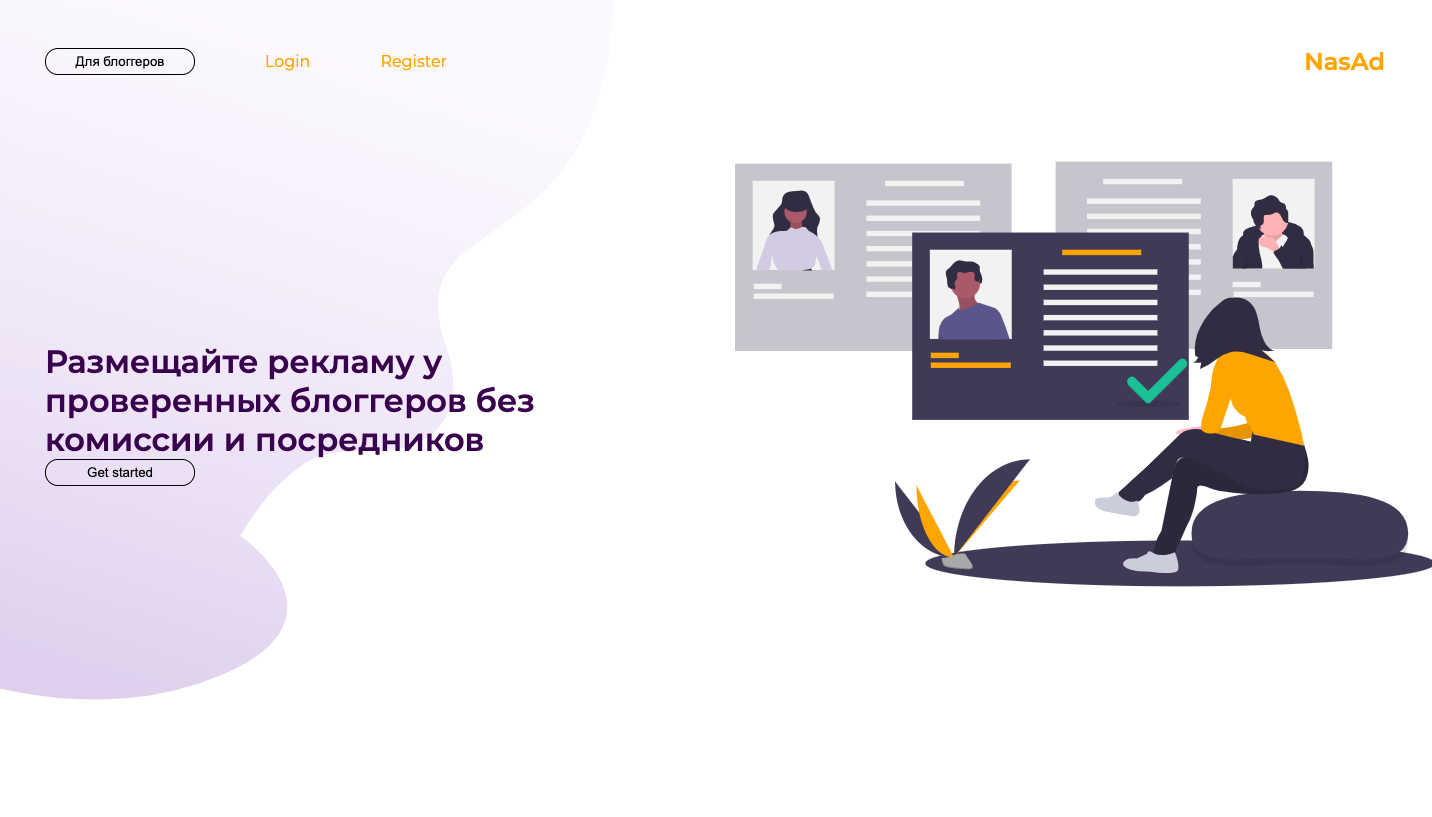 Для блоггеров
Login
Register
NasAd
Размещайте рекламу у
проверенных блоггеров без
комиссии и посредников
Get started